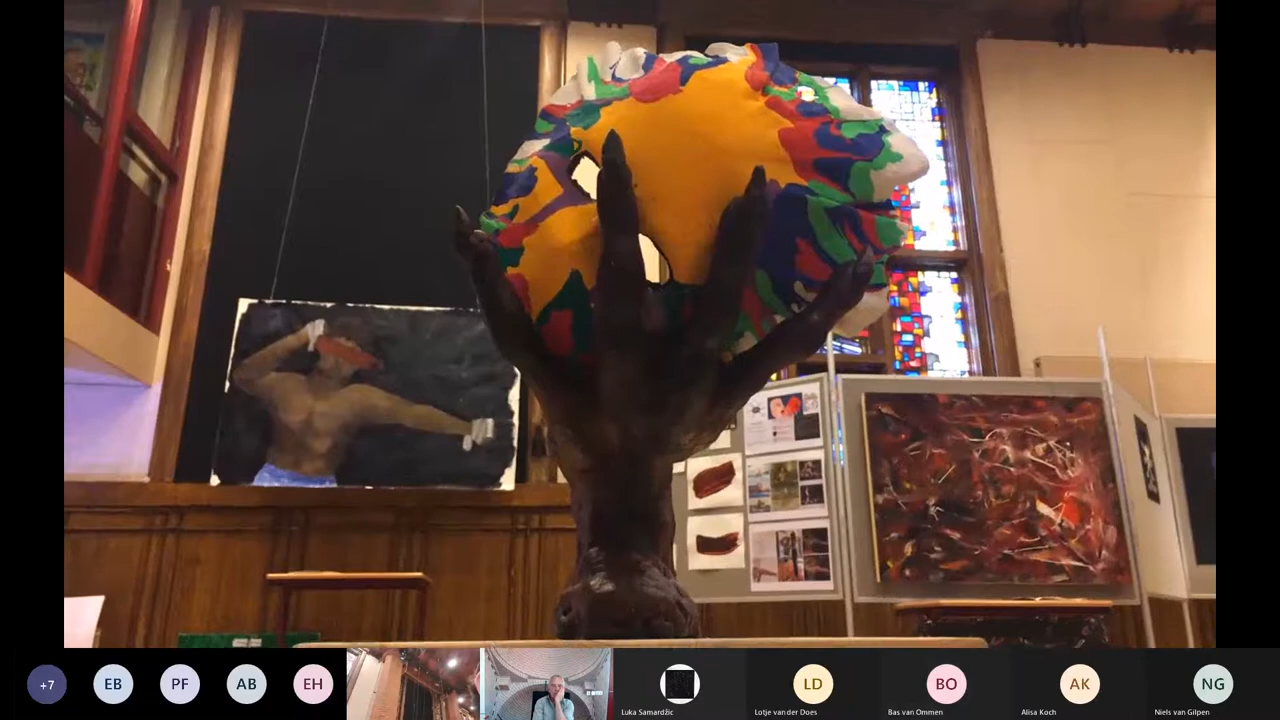 +7
EB
PF
AB
EH
LD
BO
AK
NG
Luka Samardžic
Lotje van der Does
Bas van Ommen
Alisa Koch
Niels van Gilpen